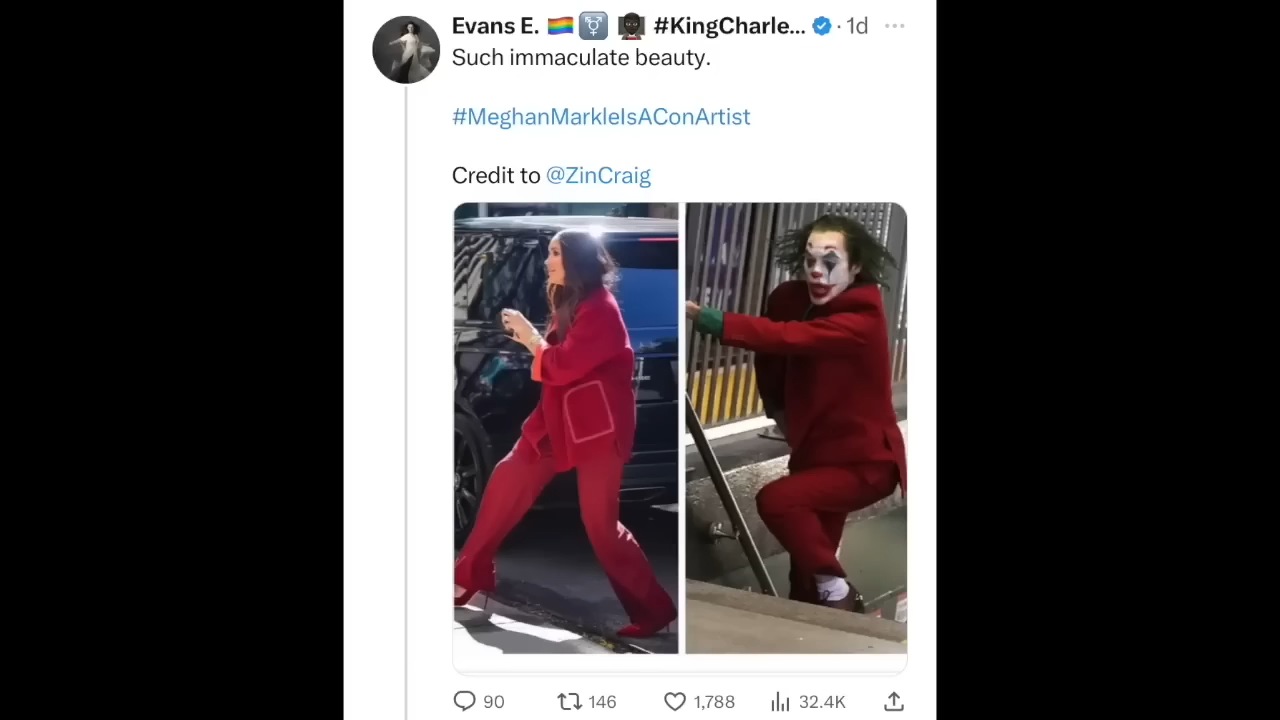 Evans E. 🏳️‍🌈 ⚧ #KingCharle... · 1d
Such immaculate beauty.
#MeghanMarkleIsAConArtist
Credit to @ZinCraig
90 146 1,788 32.4K